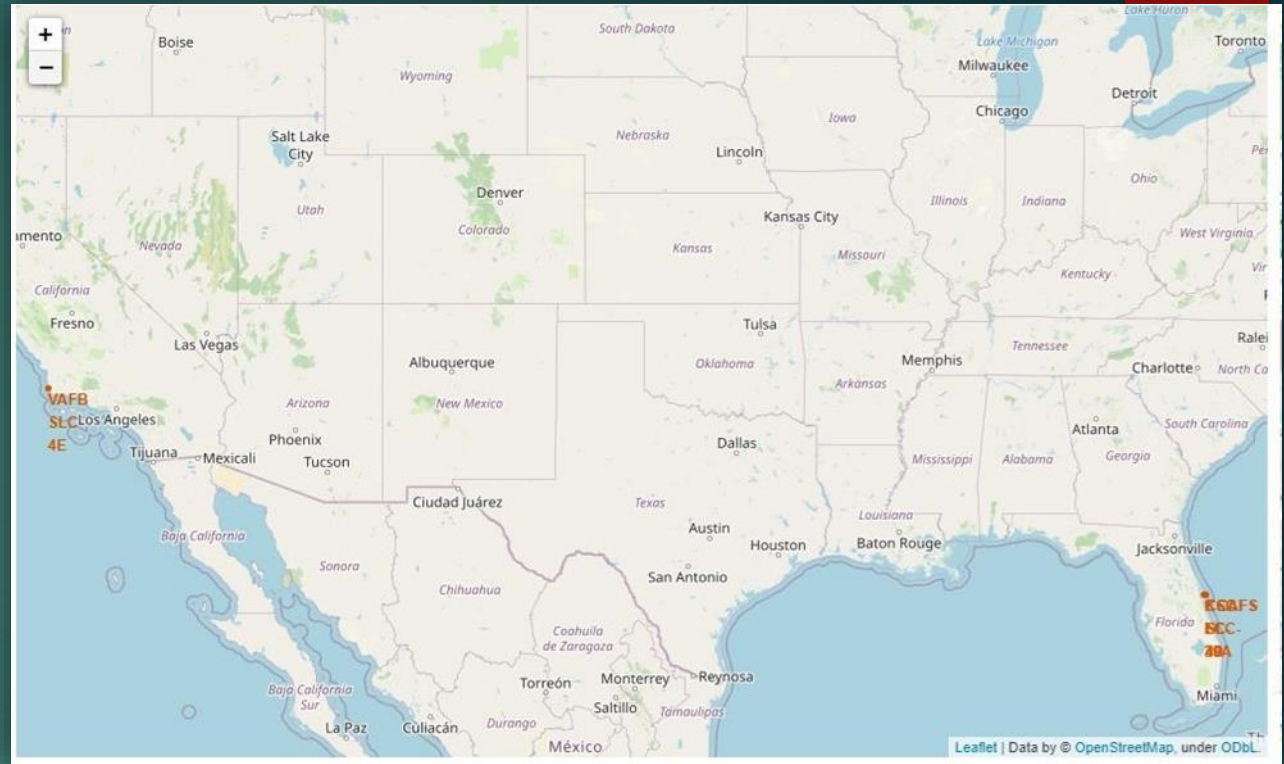 +
−
Boise
South Dakota
Lake Huron
Lake Michigan
Toronto
Wyoming
Milwaukee
Detroit
Chicago
Salt Lake
City
Nebraska
Iowa
Lincoln
Ohio
Denver
Utah
Illinois
Indiana
Kansas City
Colorado
amento
Nevada
Kansas
Missouri
West Virginia
Kentucky
California
Fresno
Las Vegas
Tulsa
Albuquerque
Oklahoma
Memphis
Tennessee
Charlotte
North Ca
Ralei
Arkansas
VAFB
SLC
4E
Los Angeles
Arizona
New Mexico
Phoenix
Atlanta
South Carolina
Tijuana
Mexicali
Tucson
Dallas
Mississippi
Alabama
Georgia
Ciudad Juárez
Texas
Louisiana
Baja California
Austin
Houston
Baton Rouge
Jacksonville
Sonora
San Antonio
Chihuahua
Florida
Coahuila
de Zaragoza
Torreón
Monterrey
Reynosa
Miami
Baja California
Sur
Saltillo
Tamaulipas
La Paz
Culiacán
Durango
México
Leaflet | Data by © OpenStreetMap, under ODbL.